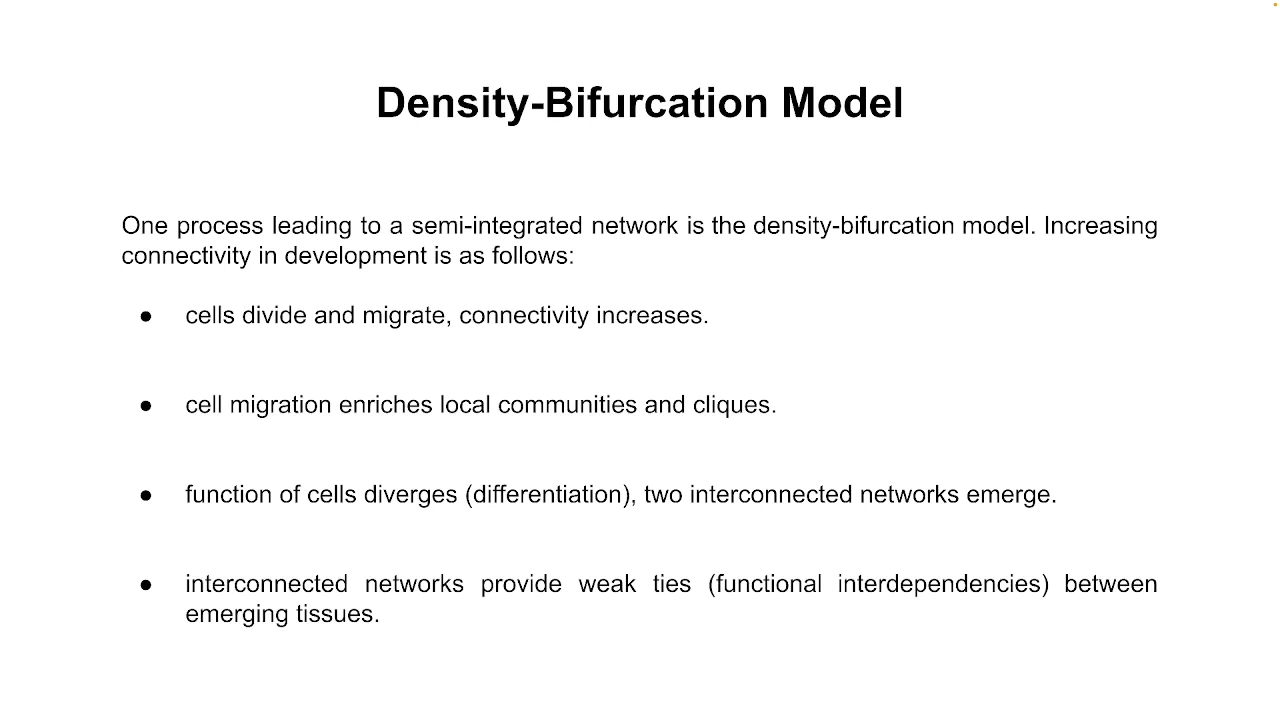 Density-Bifurcation Model
One process leading to a semi-integrated network is the density-bifurcation model. Increasing
connectivity in development is as follows:
● cells divide and migrate, connectivity increases.
● cell migration enriches local communities and cliques.
● function of cells diverges (differentiation), two interconnected networks emerge.
● interconnected networks provide weak ties (functional interdependencies) between
emerging tissues.